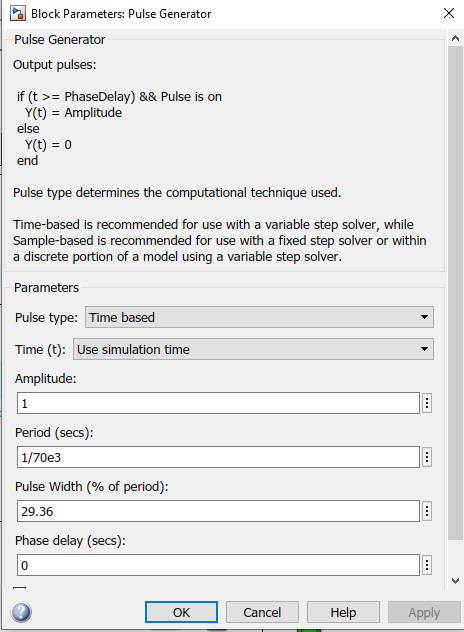 Block Parameters: Pulse Generator
Pulse Generator
Output pulses:
if (t >= PhaseDelay) && Pulse is on
Y(t) = Amplitude
else
Y(t) = 0
end
Pulse type determines the computational technique used.
Time-based is recommended for use with a variable step solver, while
Sample-based is recommended for use with a fixed step solver or within
a discrete portion of a model using a variable step solver.
Parameters
Pulse type: Time based
Time (t): Use simulation time
Amplitude:
1
Period (secs):
1/70e3
Pulse Width (% of period):
29.36
Phase delay (secs):
0
OK Cancel Help Apply